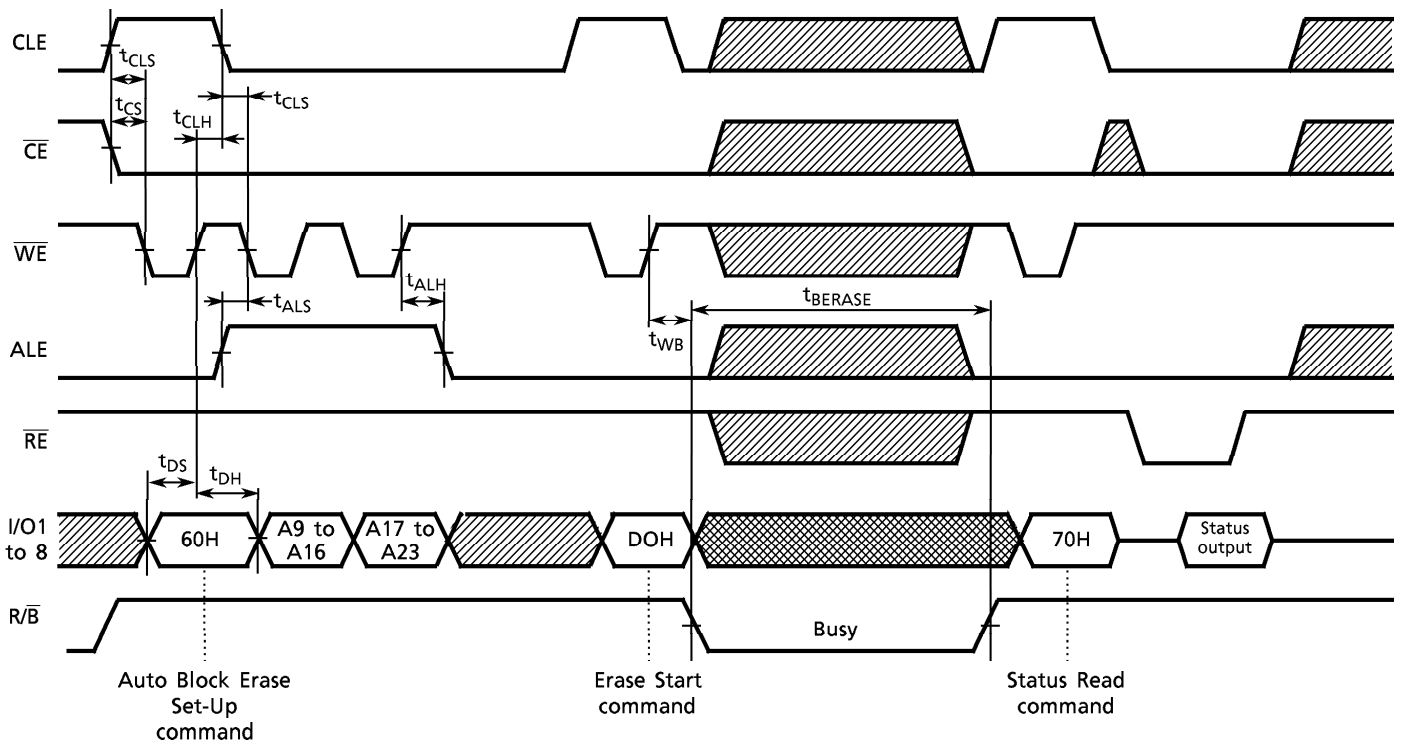 CLE
tCLS
tCS
tCLH
tCLS
CE
WE
tALS
tALH
tBERASE
tWB
ALE
RE
tDS
tDH
I/O1
to 8
60H
A9 to
A16
A17 to
A23
DOH
70H
Status
output
R/B
Busy
Auto Block Erase
Set-Up
command
Erase Start
command
Status Read
command